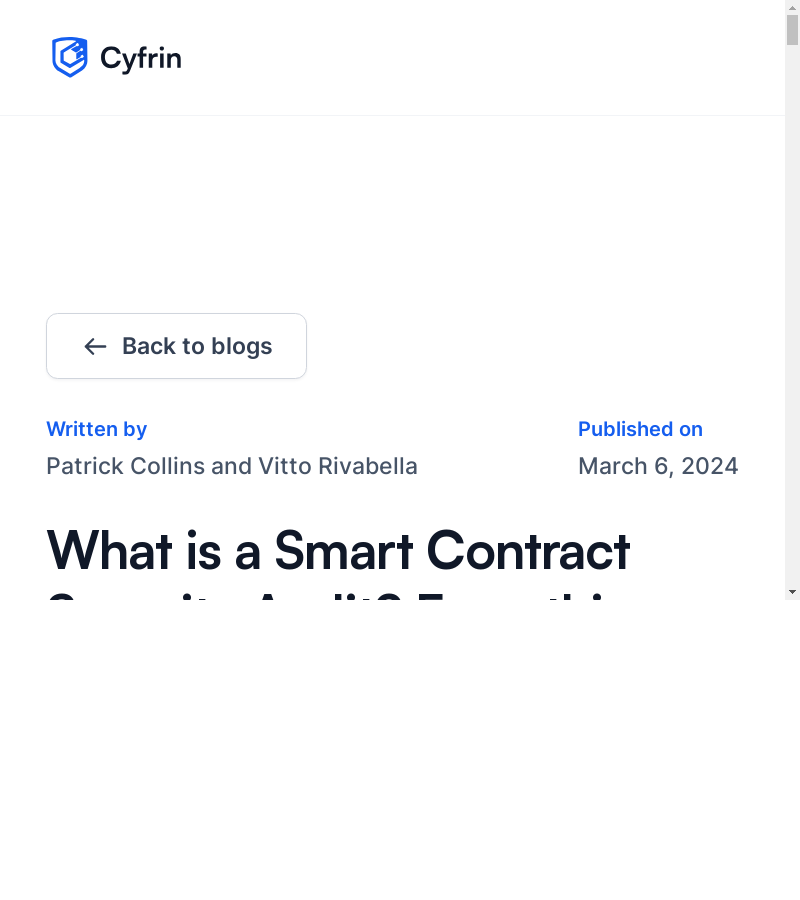 Cyfrin
Back to blogs
Written by
Published on
Patrick Collins and Vitto Rivabella
March 6, 2024
What is a Smart Contract